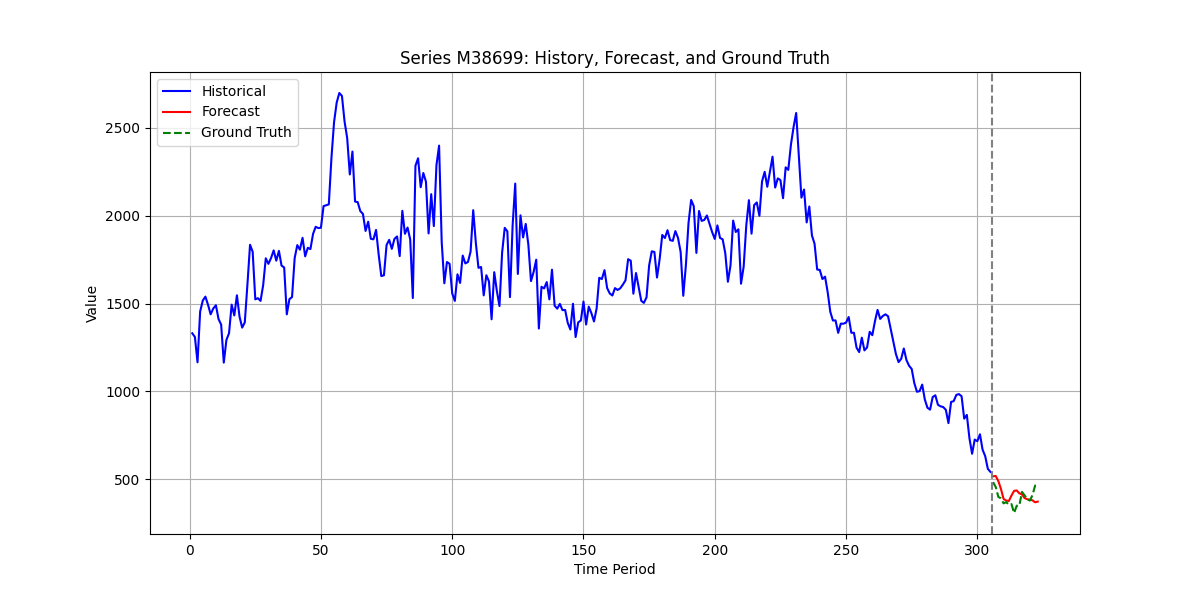 Series M38699: History, Forecast, and Ground Truth
Historical
Forecast
Ground Truth
Value
2500
2000
1500
1000
500
0 50 100 150 200 250 300
Time Period